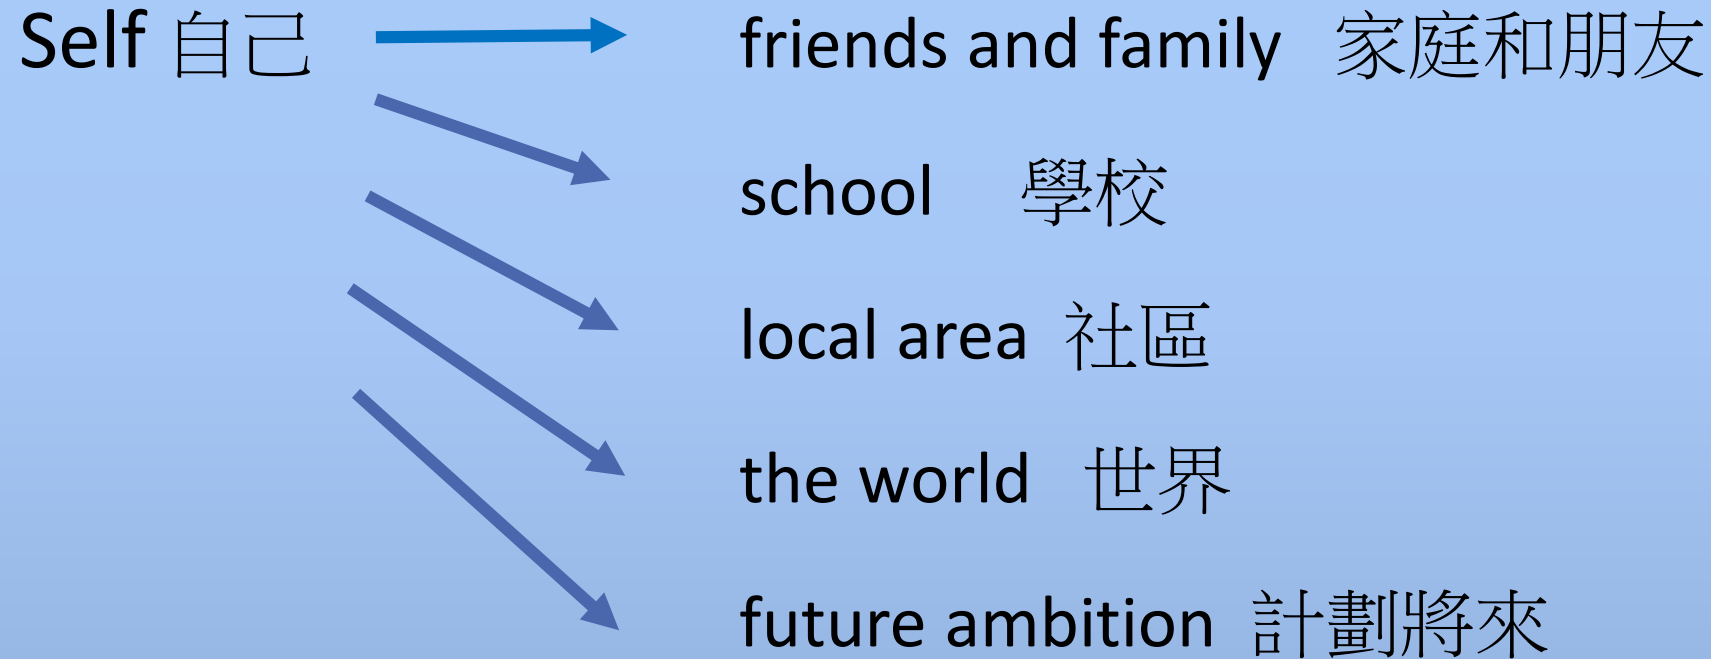 Self 自己 friends and family 家庭和朋友
school 學校
local area 社區
the world 世界
future ambition 計劃將來